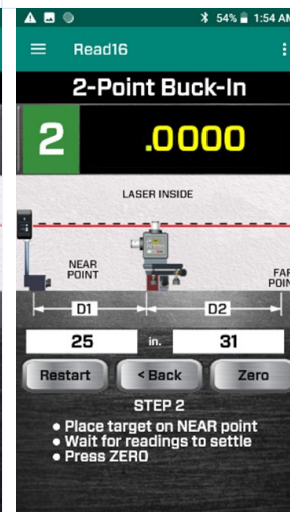 54% 1:54 AM
Read16
2-Point Buck-In
2 .0000
LASER INSIDE
NEAR
POINT
FAR
POIN
D1 D2
25 in. 31
Restart < Back Zero
STEP 2
● Place target on NEAR point
● Wait for readings to settle
● Press ZERO